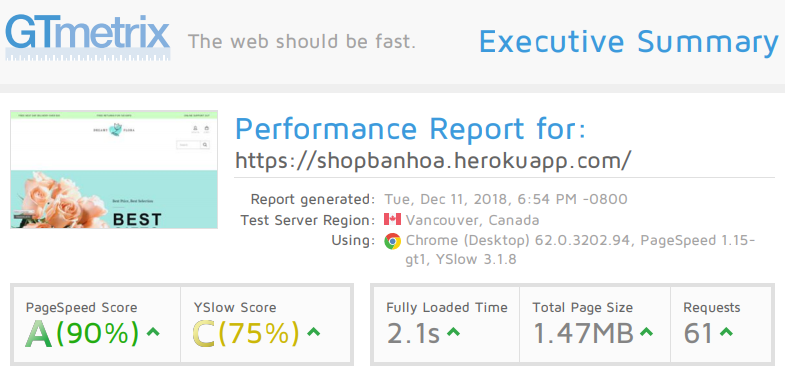 GTmetrix
The web should be fast.
Executive Summary
Performance Report for:
https://shopbanhoa.herokuapp.com/
Report generated: Tue, Dec 11, 2018, 6:54 PM -0800
Test Server Region: Vancouver, Canada
Using: Chrome (Desktop) 62.0.3202.94, PageSpeed 1.15-
gt1, YSlow 3.1.8
BEST
PageSpeed Score
A(90%)
YSlow Score
C(75%)
Fully Loaded Time
2.1s
Total Page Size
1.47MB
Requests
61